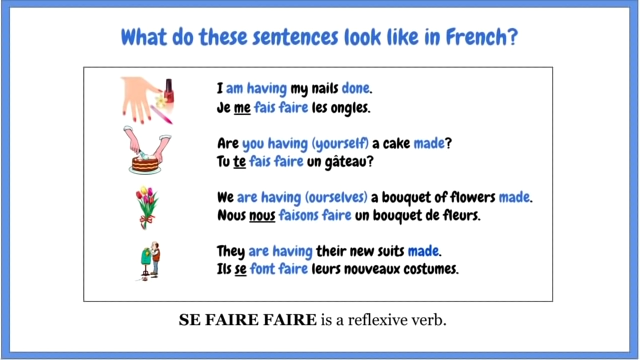 What do these sentences look like in French?
I am having my nails done.
Je me fais faire les ongles.
Are you having (yourself) a cake made?
Tu te fais faire un gâteau?
We are having (ourselves) a bouquet of flowers made.
Nous nous faisons faire un bouquet de fleurs.
They are having their new suits made.
Ils se font faire leurs nouveaux costumes.
SE FAIRE FAIRE is a reflexive verb.